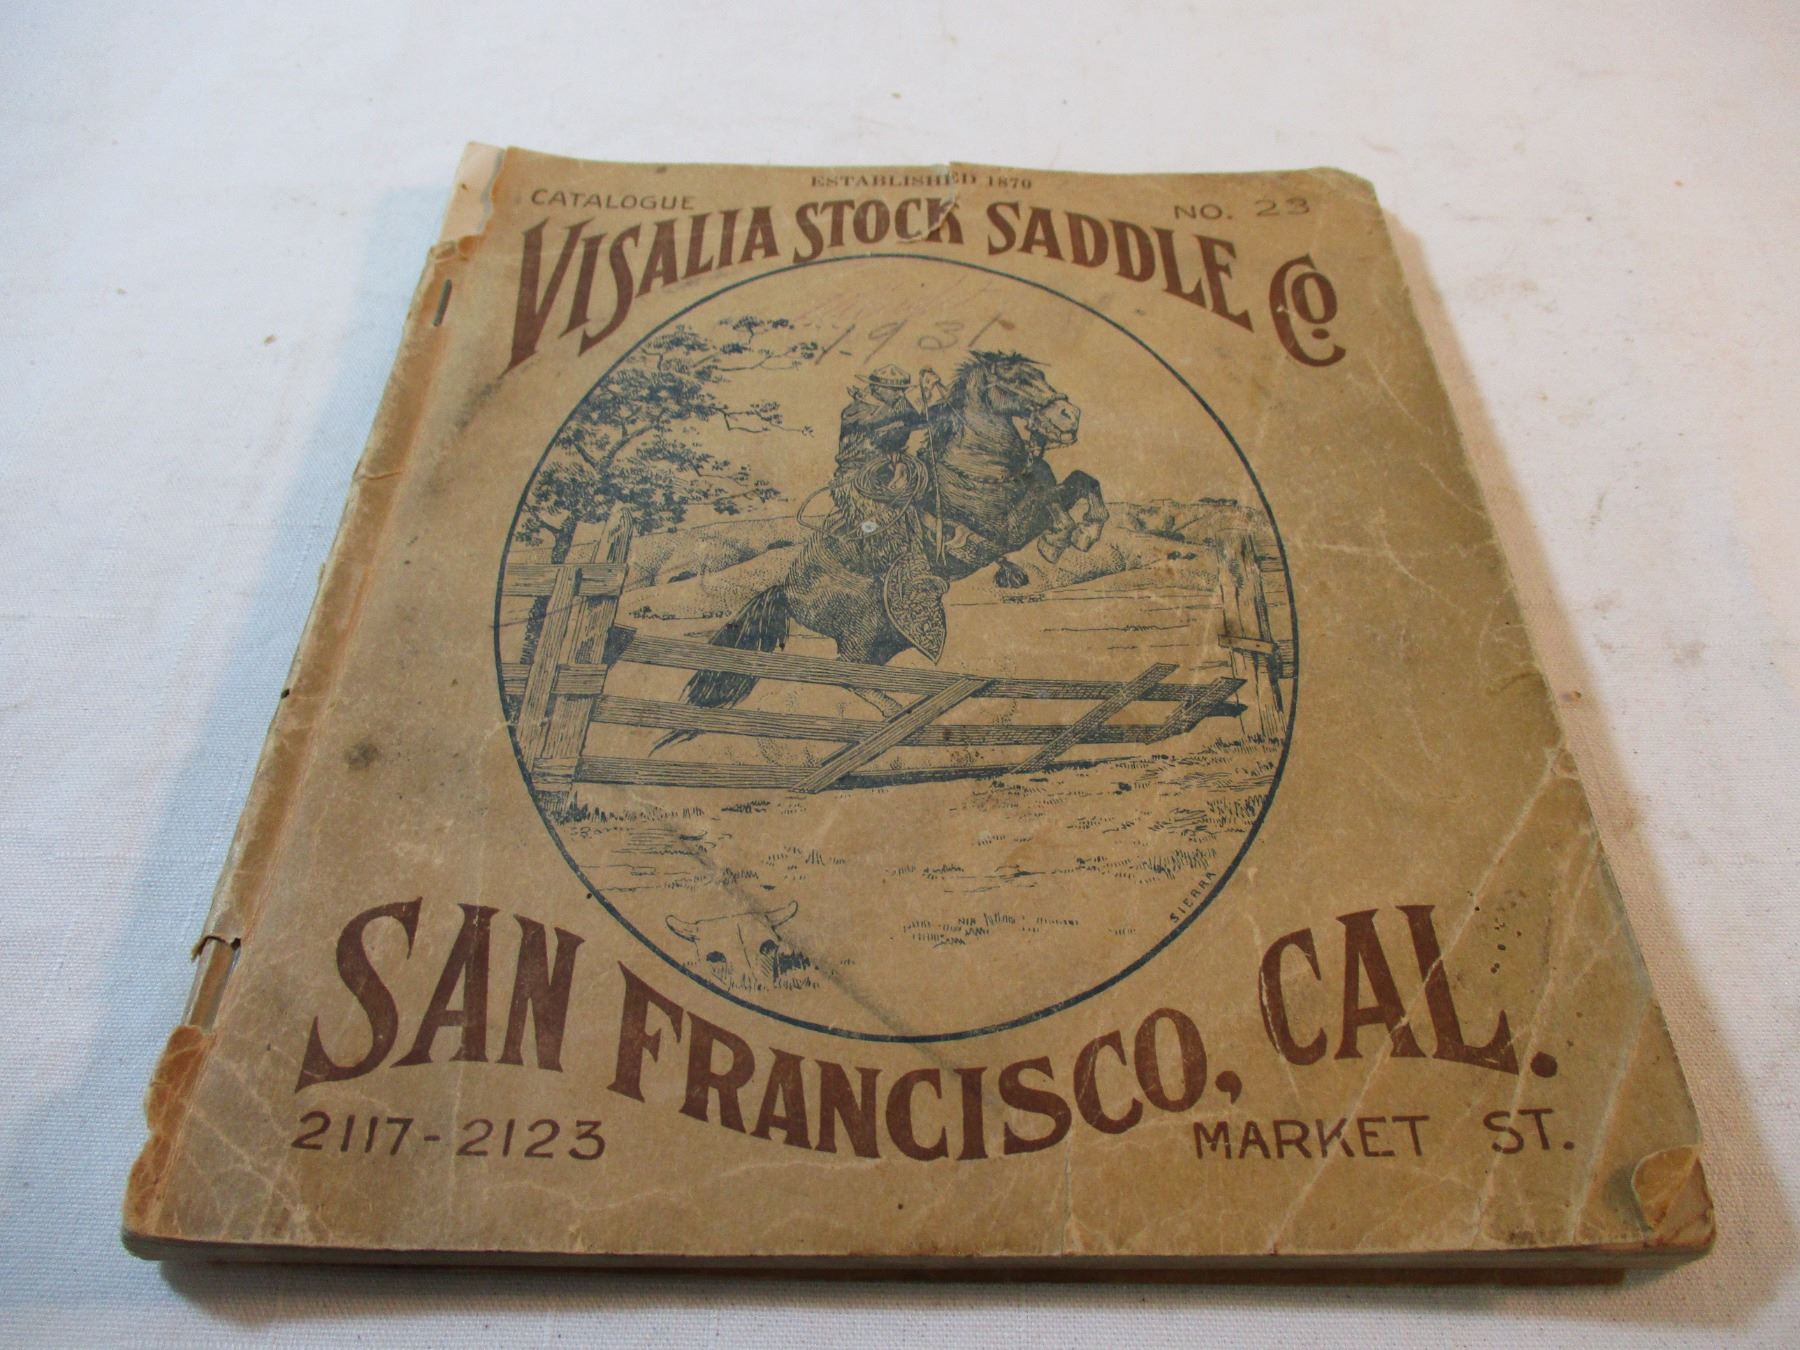 ESTABLISHED 1870
CATALOGUE NO. 23
VISALIA STOCK SADDLE CO.
1931
SIERRA
SAN FRANCISCO, CAL.
2117-2123 MARKET ST.